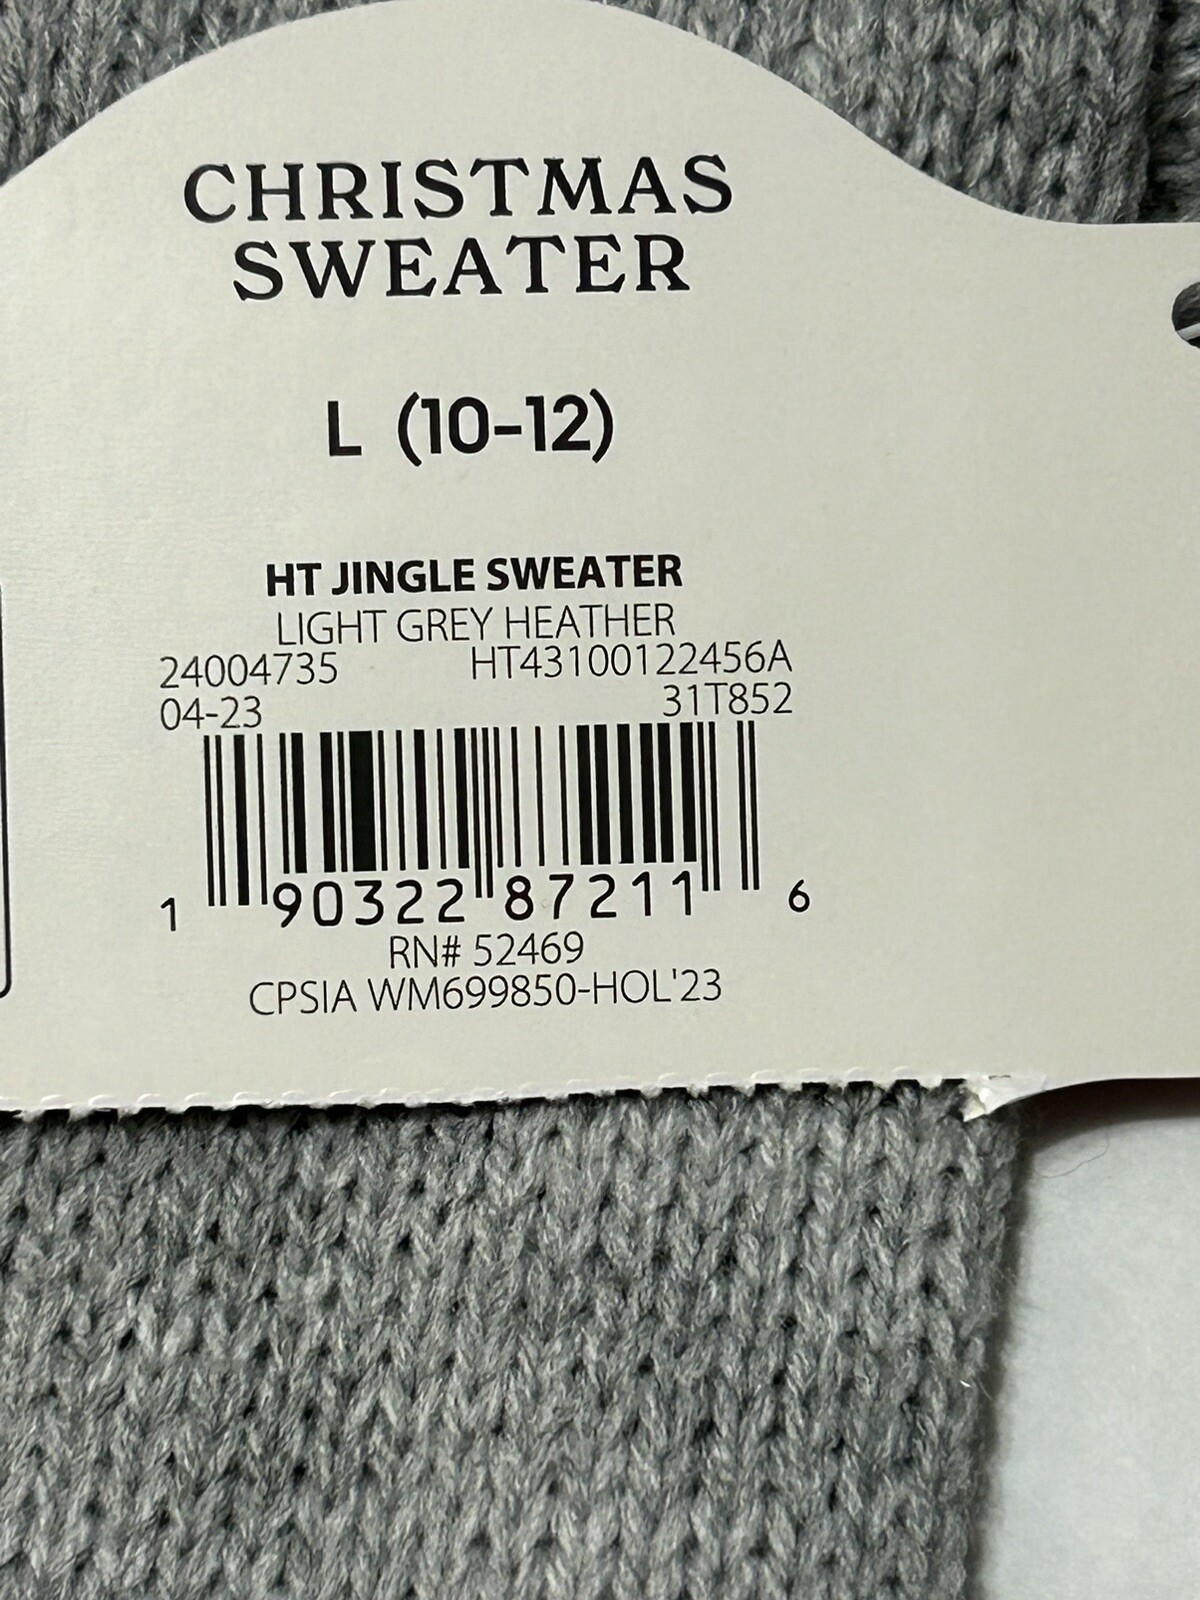 CHRISTMAS
SWEATER
L (10-12)
HT JINGLE SWEATER
LIGHT GREY HEATHER
24004735 HT43100122456A
04-23 31T852
1 90322 87211 6
RN# 52469
CPSIA WM699850-HOL'23